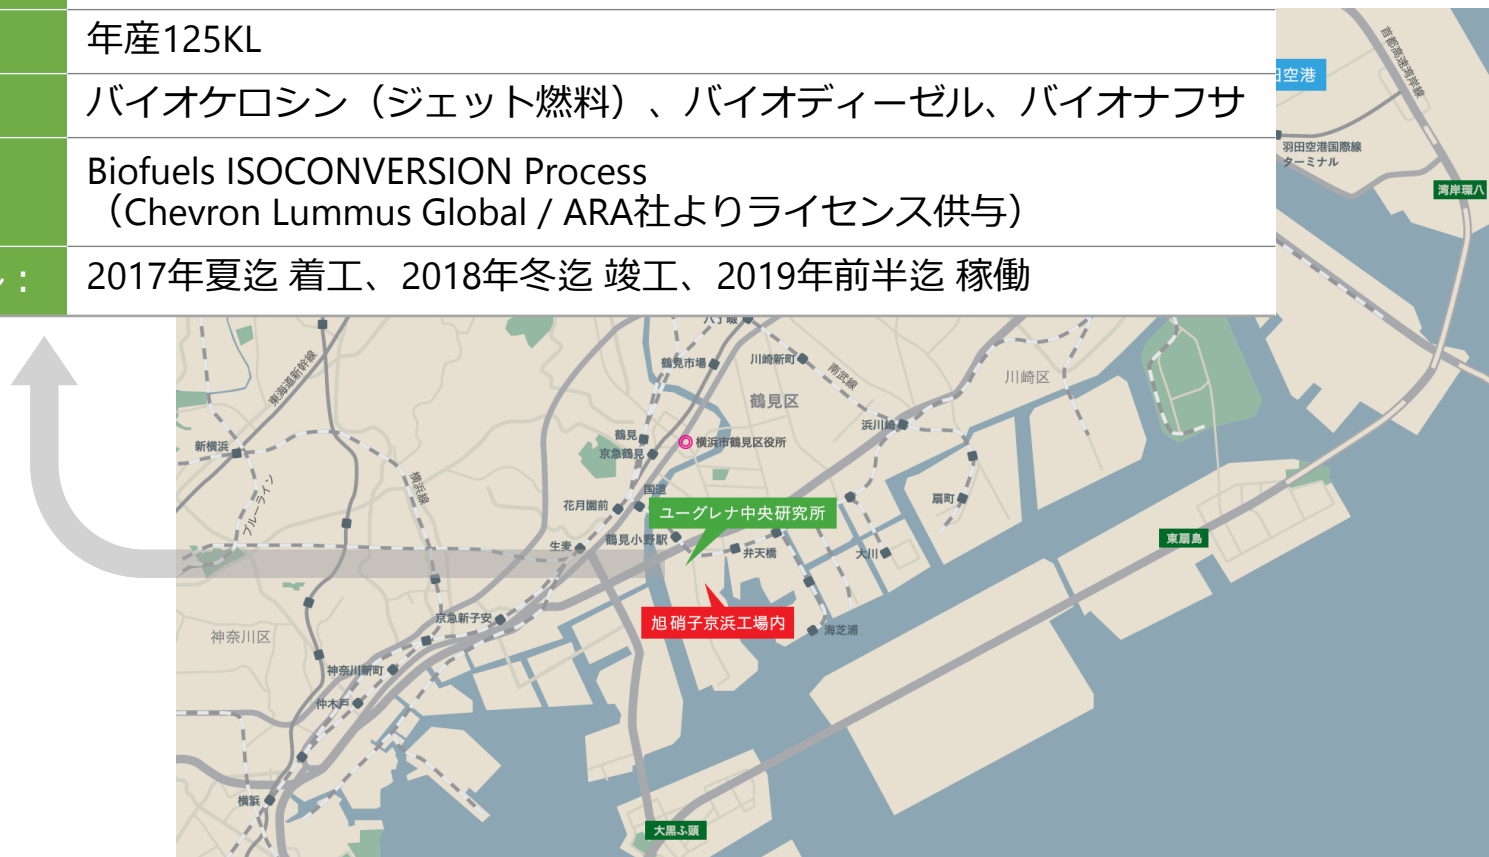 年産125KL
バイオケロシン（ジェット燃料）、バイオディーゼル、バイオナフサ
Biofuels ISOCONVERSION Process
（Chevron Lummus Global / ARA社よりライセンス供与）
：
2017年夏迄 着工、2018年冬迄 竣工、2019年前半迄 稼働
首都高速湾岸線
空港
羽田空港国際線
ターミナル
湾岸環八
八丁畷
鶴見市場
川崎新町
南武線
川崎区
東海道新幹線
鶴見区
浜川崎
新横浜
鶴見
横浜市鶴見区役所
京急鶴見
横浜線
ブルーライン
国道
扇町
花月園前
ユーグレナ中央研究所
鶴見小野駅
生麦
弁天橋
大川
東扇島
京急新子安
旭硝子京浜工場内
海芝浦
神奈川区
神奈川新町
仲木戸
横浜
大黒ふ頭